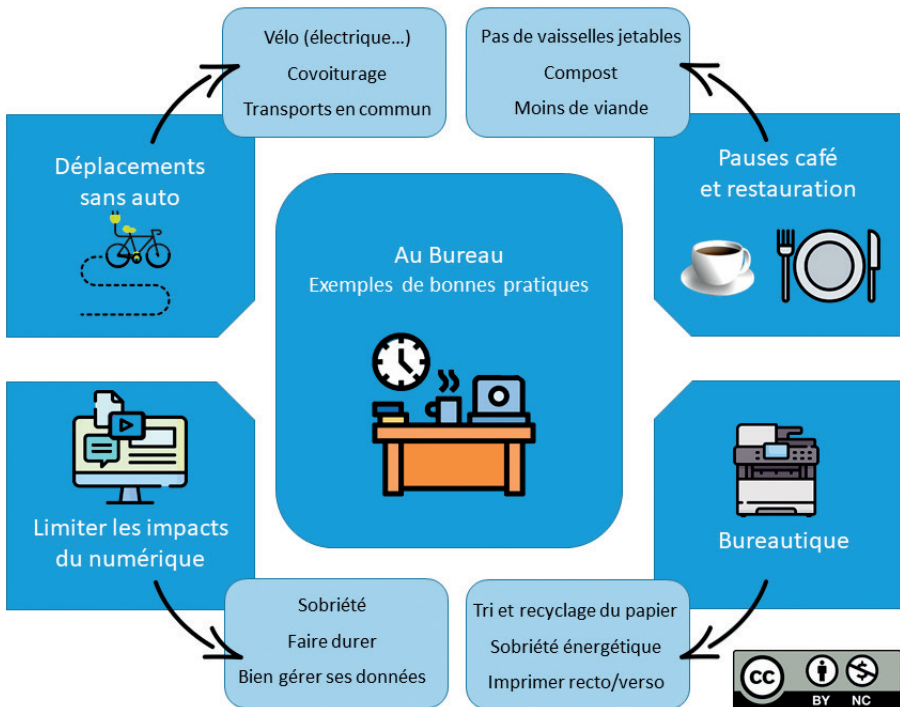 Vélo (électrique...)
Covoiturage
Transports en commun
Pas de vaisselles jetables
Compost
Moins de viande
Déplacements
sans auto
Pauses café
et restauration
Au Bureau
Exemples de bonnes pratiques
Limiter les impacts
du numérique
Bureautique
Sobriété
Faire durer
Bien gérer ses données
Tri et recyclage du papier
Sobriété énergétique
Imprimer recto/verso
CC
BY NC